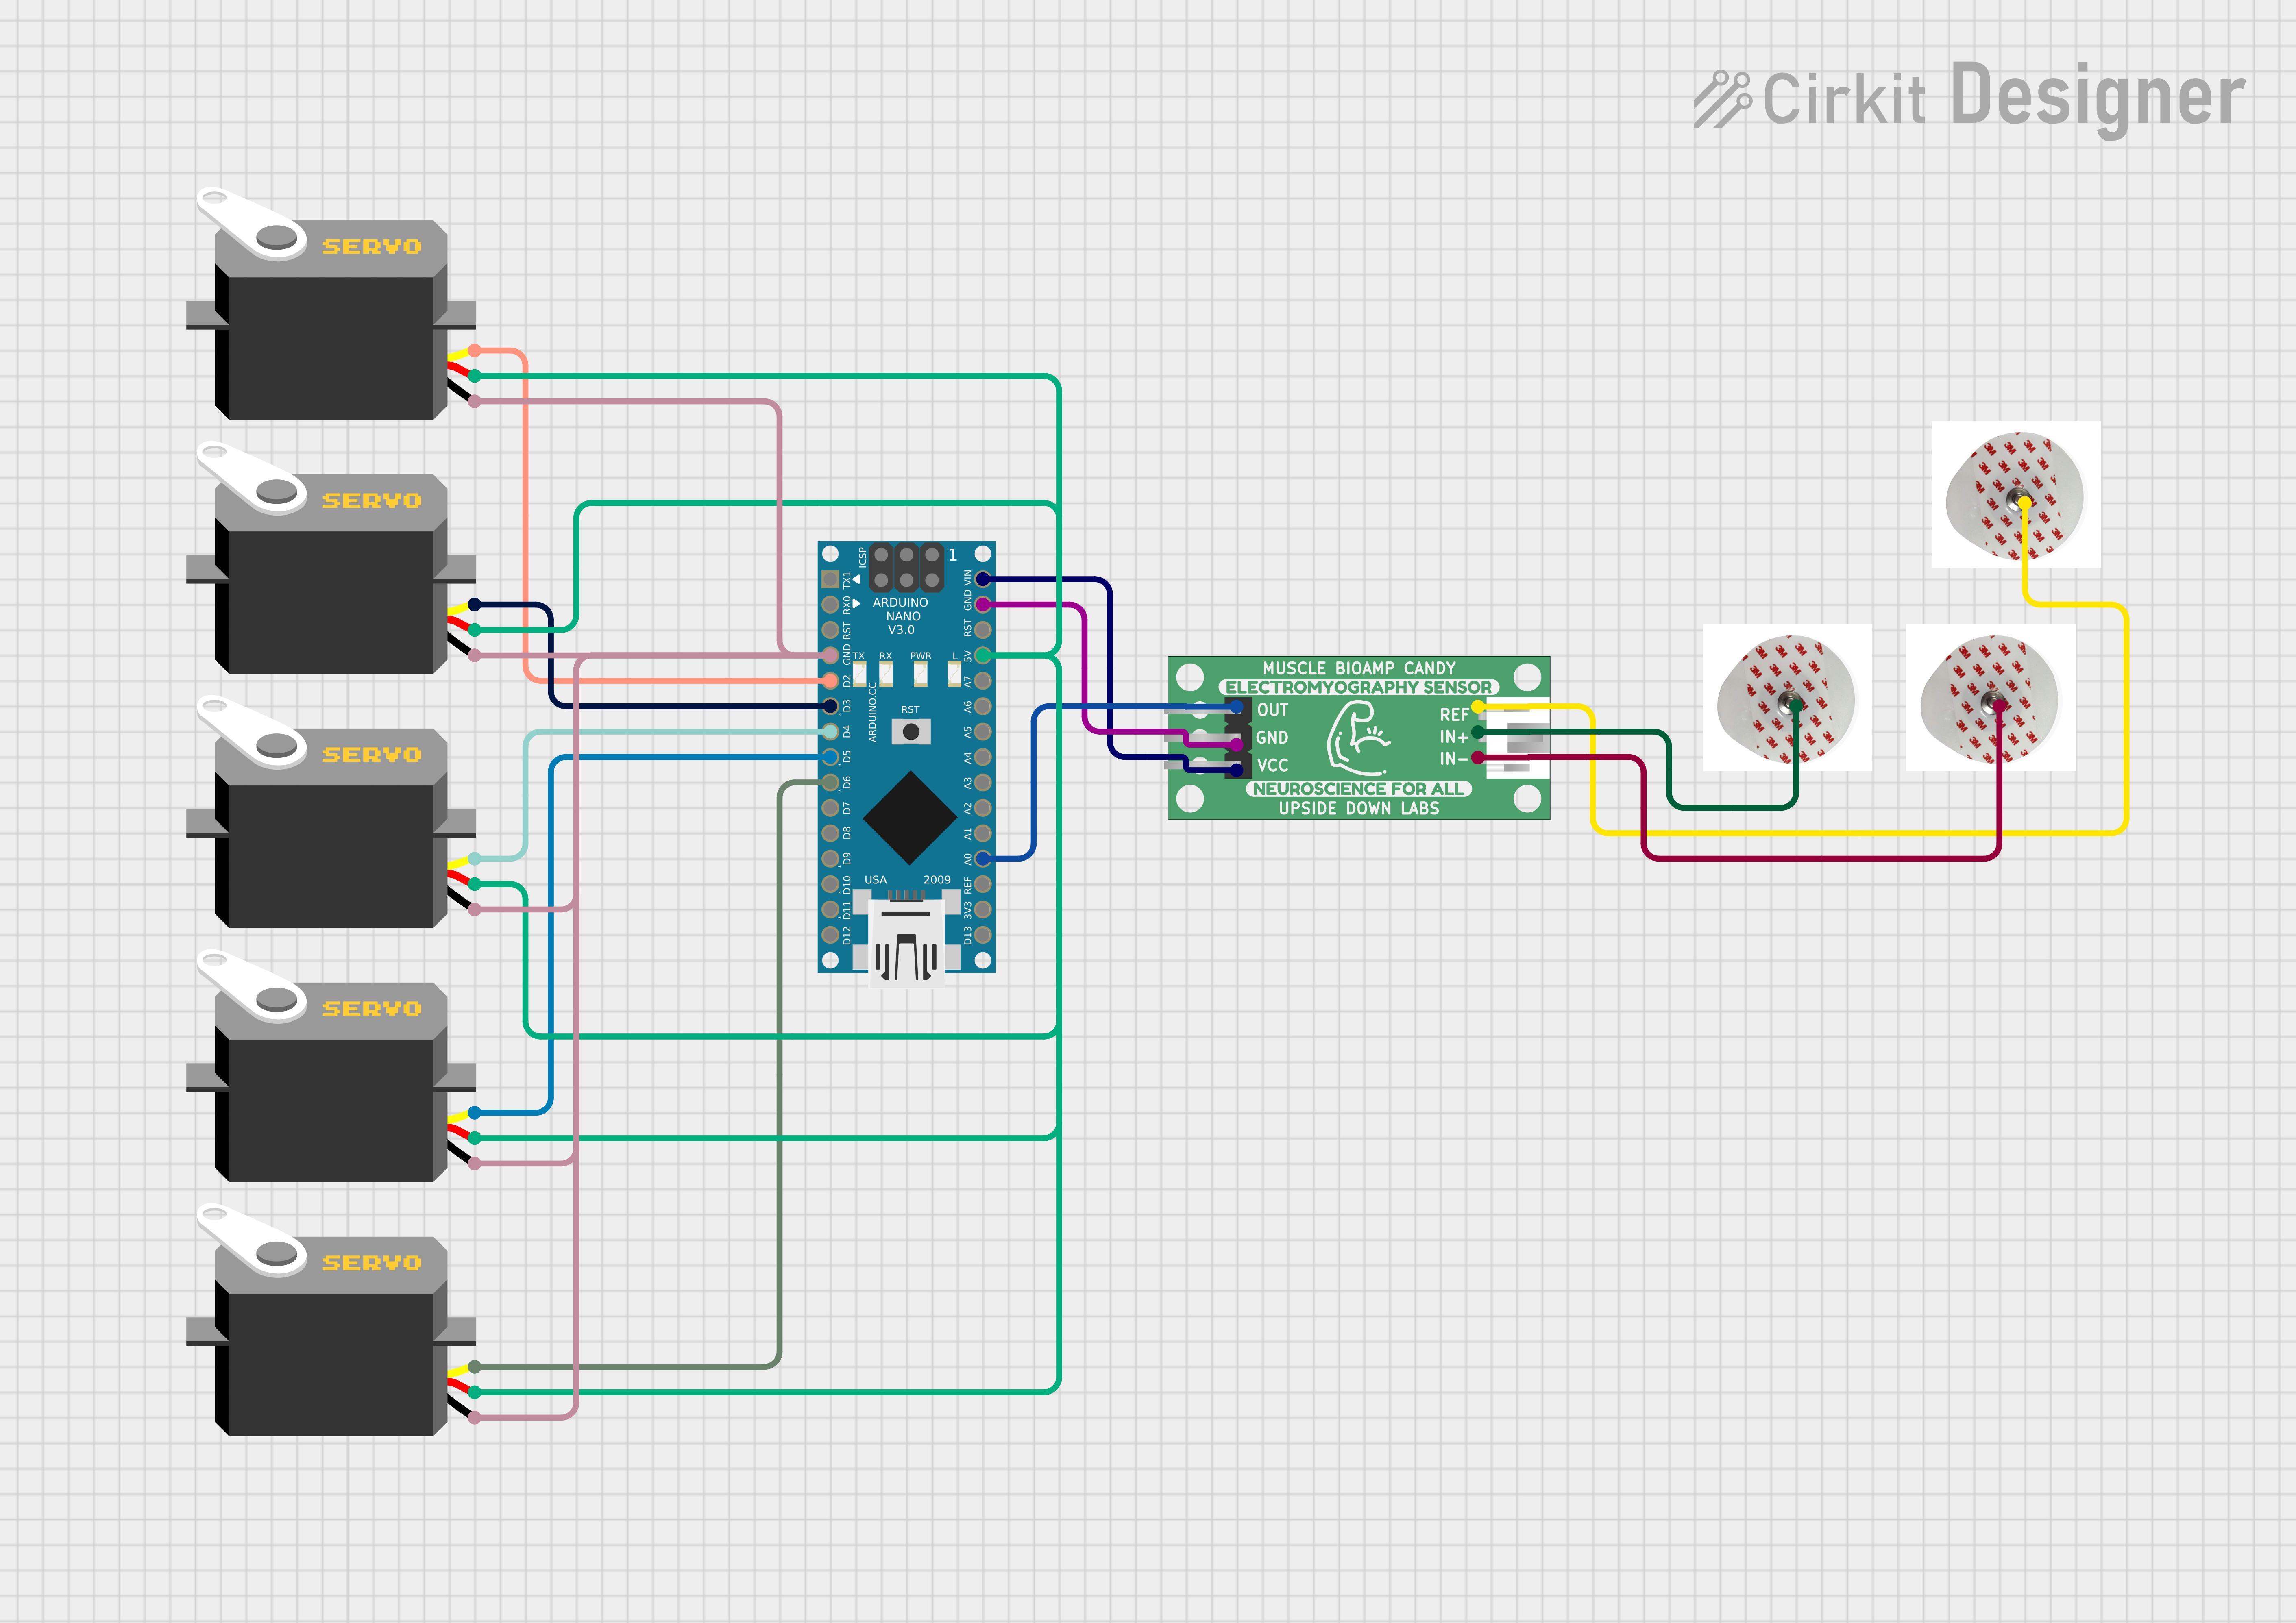 Cirkit Designer
SERVO
SERVO
SERVO
SERVO
SERVO
ICSP
1
ARDUINO
NANO
V3.0
TX
RX
PWR
L
RST
ARDUINO.CC
USA
2009
TX1
RX0
RST
GND
D2
D3
D4
D5
D6
D7
D8
D9
D10
D11
D12
VIN
GND
RST
5V
A7
A6
A5
A4
A3
A2
A1
A0
REF
3V3
D13
MUSCLE BIOAMP CANDY
ELECTROMYOGRAPHY SENSOR
OUT
GND
VCC
REF
IN+
IN-
NEUROSCIENCE FOR ALL
UPSIDE DOWN LABS